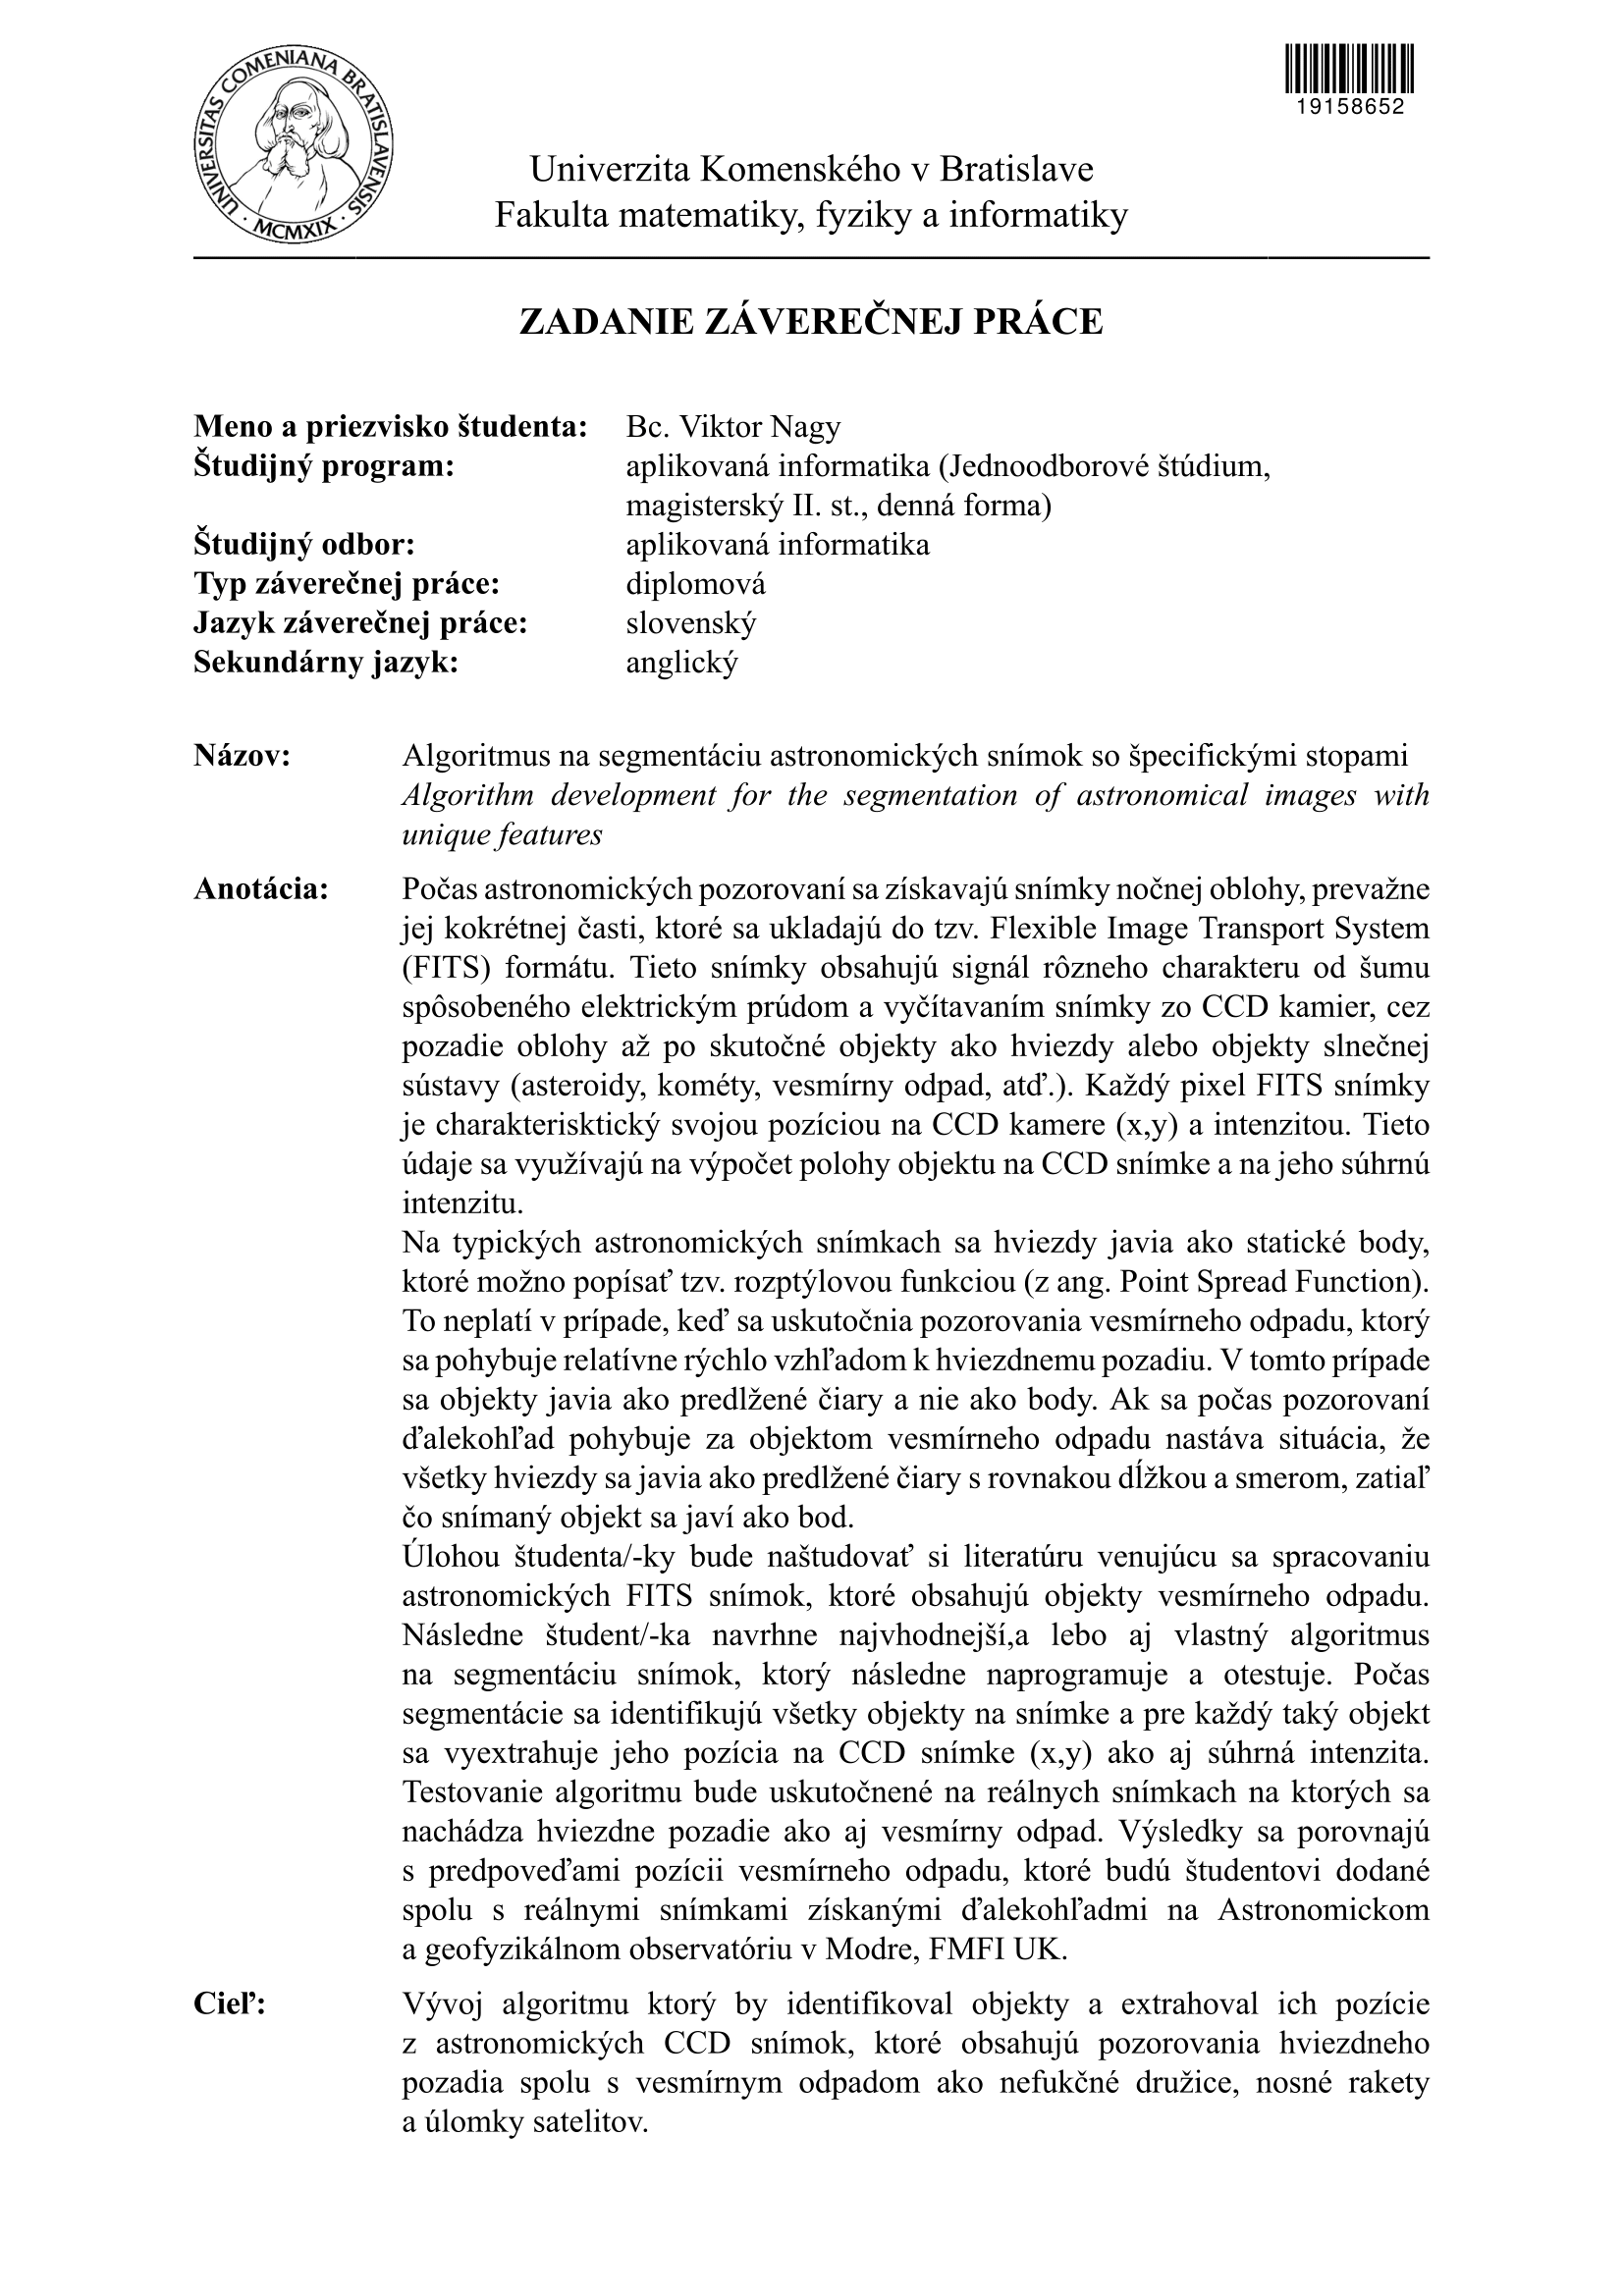 UNIVERSITAS COMENIANA BRATISLAVENSIS
· MCMXIX ·
19158652
Univerzita Komenského v Bratislave
Fakulta matematiky, fyziky a informatiky
ZADANIE ZÁVEREČNEJ PRÁCE
Meno a priezvisko študenta: Bc. Viktor Nagy
Študijný program: aplikovaná informatika (Jednoodborové štúdium,
magisterský II. st., denná forma)
Študijný odbor: aplikovaná informatika
Typ záverečnej práce: diplomová
Jazyk záverečnej práce: slovenský
Sekundárny jazyk: anglický
Názov: Algoritmus na segmentáciu astronomických snímok so špecifickými stopami
Algorithm development for the segmentation of astronomical images with
unique features
Anotácia: Počas astronomických pozorovaní sa získavajú snímky nočnej oblohy, prevažne
jej kokrétnej časti, ktoré sa ukladajú do tzv. Flexible Image Transport System
(FITS) formátu. Tieto snímky obsahujú signál rôzneho charakteru od šumu
spôsobeného elektrickým prúdom a vyčítavaním snímky zo CCD kamier, cez
pozadie oblohy až po skutočné objekty ako hviezdy alebo objekty slnečnej
sústavy (asteroidy, kométy, vesmírny odpad, atď.). Každý pixel FITS snímky
je charakterisktický svojou pozíciou na CCD kamere (x,y) a intenzitou. Tieto
údaje sa využívajú na výpočet polohy objektu na CCD snímke a na jeho súhrnú
intenzitu.
Na typických astronomických snímkach sa hviezdy javia ako statické body,
ktoré možno popísať tzv. rozptýlovou funkciou (z ang. Point Spread Function).
To neplatí v prípade, keď sa uskutočnia pozorovania vesmírneho odpadu, ktorý
sa pohybuje relatívne rýchlo vzhľadom k hviezdnemu pozadiu. V tomto prípade
sa objekty javia ako predlžené čiary a nie ako body. Ak sa počas pozorovaní
ďalekohľad pohybuje za objektom vesmírneho odpadu nastáva situácia, že
všetky hviezdy sa javia ako predlžené čiary s rovnakou dĺžkou a smerom, zatiaľ
čo snímaný objekt sa javí ako bod.
Úlohou študenta/-ky bude naštudovať si literatúru venujúcu sa spracovaniu
astronomických FITS snímok, ktoré obsahujú objekty vesmírneho odpadu.
Následne študent/-ka navrhne najvhodnejší,a lebo aj vlastný algoritmus
na segmentáciu snímok, ktorý následne naprogramuje a otestuje. Počas
segmentácie sa identifikujú všetky objekty na snímke a pre každý taký objekt
sa vyextrahuje jeho pozícia na CCD snímke (x,y) ako aj súhrná intenzita.
Testovanie algoritmu bude uskutočnené na reálnych snímkach na ktorých sa
nachádza hviezdne pozadie ako aj vesmírny odpad. Výsledky sa porovnajú
s predpoveďami pozícii vesmírneho odpadu, ktoré budú študentovi dodané
spolu s reálnymi snímkami získanými ďalekohľadmi na Astronomickom
a geofyzikálnom observatóriu v Modre, FMFI UK.
Cieľ: Vývoj algoritmu ktorý by identifikoval objekty a extrahoval ich pozície
z astronomických CCD snímok, ktoré obsahujú pozorovania hviezdneho
pozadia spolu s vesmírnym odpadom ako nefukčné družice, nosné rakety
a úlomky satelitov.